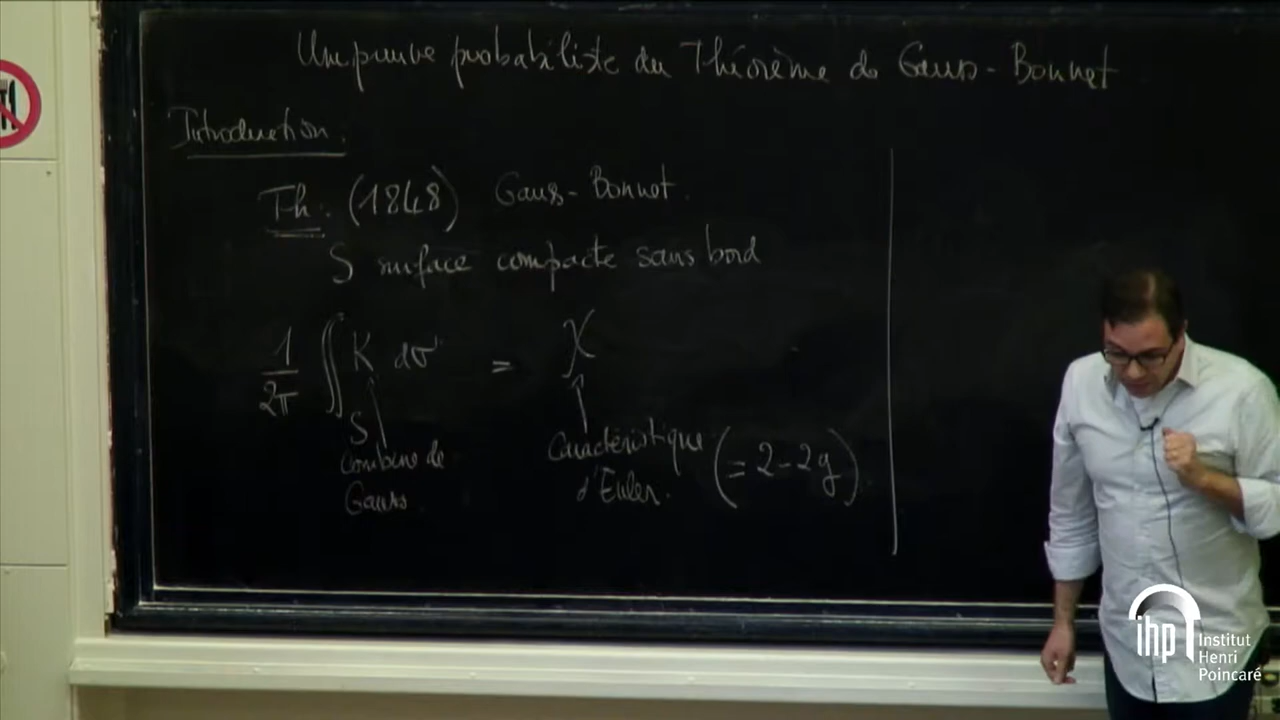 Une preuve probabiliste du Théorème de Gauss-Bonnet
Introduction.
Th. (1848) Gauss-Bonnet.
S surface compacte sans bord
1/2π ∬_S K dσ = χ
Courbure de
Gauss
Caractéristique
d'Euler.
(= 2-2g)
ihp
Institut
Henri
Poincaré